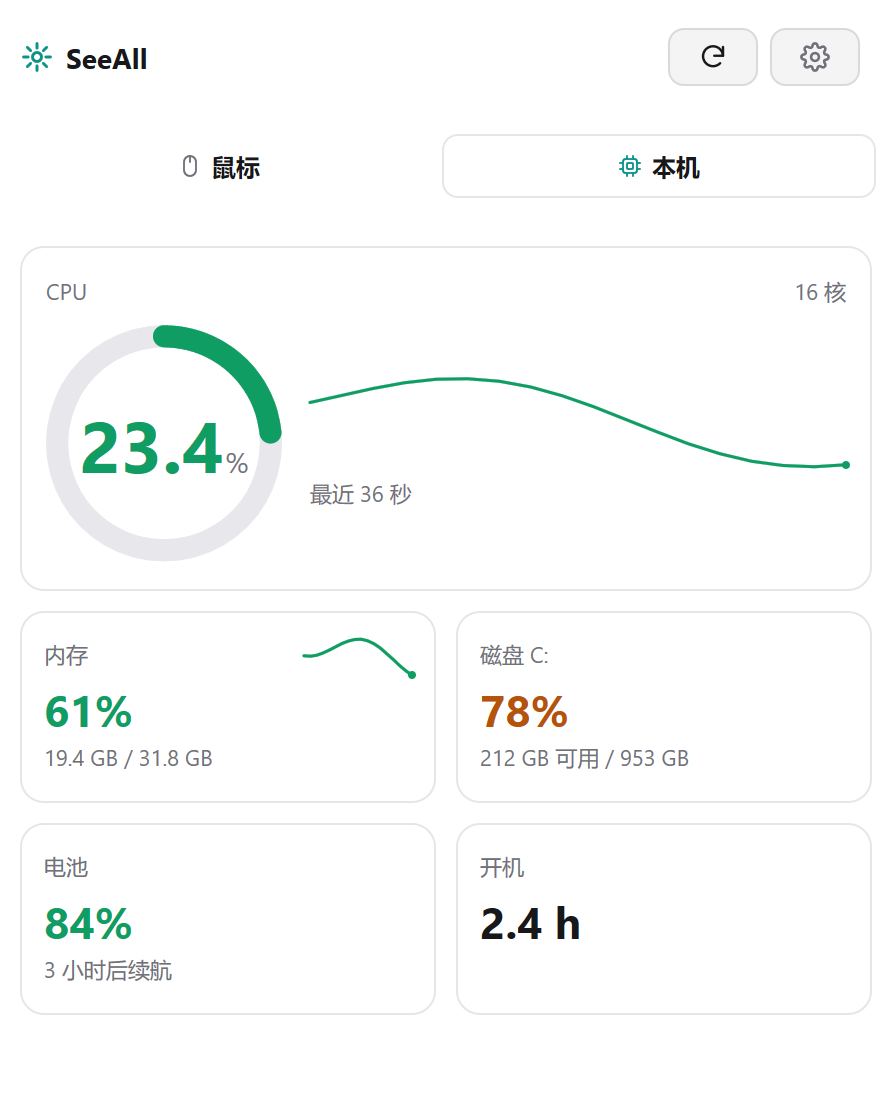 SeeAll
鼠标
本机
CPU
16 核
23.4%
最近 36 秒
内存
61%
19.4 GB / 31.8 GB
磁盘 C:
78%
212 GB 可用 / 953 GB
电池
84%
3 小时后续航
开机
2.4 h